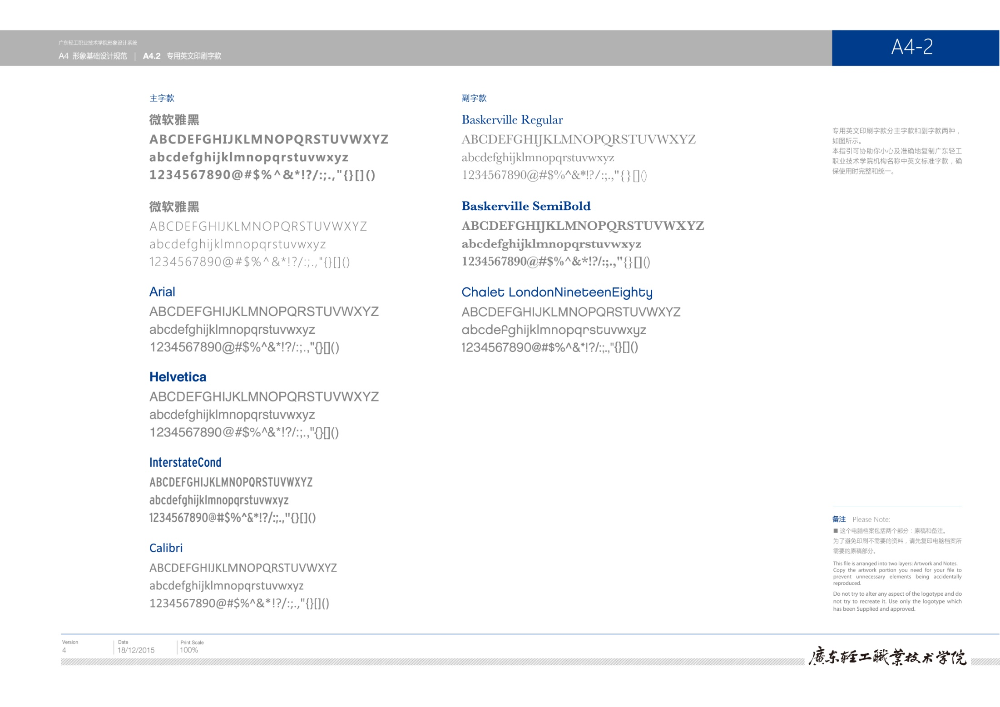 广东轻工职业技术学院形象设计系统
A4 形象基础设计规范 | A4.2 专用英文印刷字款
A4-2
主字款
微软雅黑
ABCDEFGHIJKLMNOPQRSTUVWXYZ
abcdefghijklmnopqrstuvwxyz
1234567890@#$%^&*!?/:;.,"{}[]()
微软雅黑
ABCDEFGHIJKLMNOPQRSTUVWXYZ
abcdefghijklmnopqrstuvwxyz
1234567890@#$%^&*!?/:;.,"{}[]()
Arial
ABCDEFGHIJKLMNOPQRSTUVWXYZ
abcdefghijklmnopqrstuvwxyz
1234567890@#$%^&*!?/:;.,"{}[]()
Helvetica
ABCDEFGHIJKLMNOPQRSTUVWXYZ
abcdefghijklmnopqrstuvwxyz
1234567890@#$%^&*!?/:;.,"{}[]()
InterstateCond
ABCDEFGHIJKLMNOPQRSTUVWXYZ
abcdefghijklmnopqrstuvwxyz
1234567890@#$%^&*!?/:;.,"{}[]()
Calibri
ABCDEFGHIJKLMNOPQRSTUVWXYZ
abcdefghijklmnopqrstuvwxyz
1234567890@#$%^&*!?/:;.,"{}[]()
副字款
Baskerville Regular
ABCDEFGHIJKLMNOPQRSTUVWXYZ
abcdefghijklmnopqrstuvwxyz
1234567890@#$%^&*!?/:;.,"{}[]()
Baskerville SemiBold
ABCDEFGHIJKLMNOPQRSTUVWXYZ
abcdefghijklmnopqrstuvwxyz
1234567890@#$%^&*!?/:;.,"{}[]()
Chalet LondonNineteenEighty
ABCDEFGHIJKLMNOPQRSTUVWXYZ
abcdefghijklmnopqrstuvwxyz
1234567890@#$%^&*!?/:;.,"{}[]()
专用英文印刷字款分主字款和副字款两种，
如图所示。
本指引可协助你小心及准确地复制广东轻工
职业技术学院机构名称中英文标准字款，确
保使用时完整和统一。
备注 Please Note:
■ 这个电脑档案包括两个部分：原稿和备注。
为了避免印刷不需要的资料，请先复印电脑档案所
需要的原稿部分。
This file is arranged into two layers: Artwork and Notes.
Copy the artwork portion you need for your file to
prevent unnecessary elements being accidentally
reproduced.
Do not try to alter any aspect of the logotype and do
not try to recreate it. Use only the logotype which
has been Supplied and approved.
Version
4
Date
18/12/2015
Print Scale
100%
廣东轻工職業技术学院